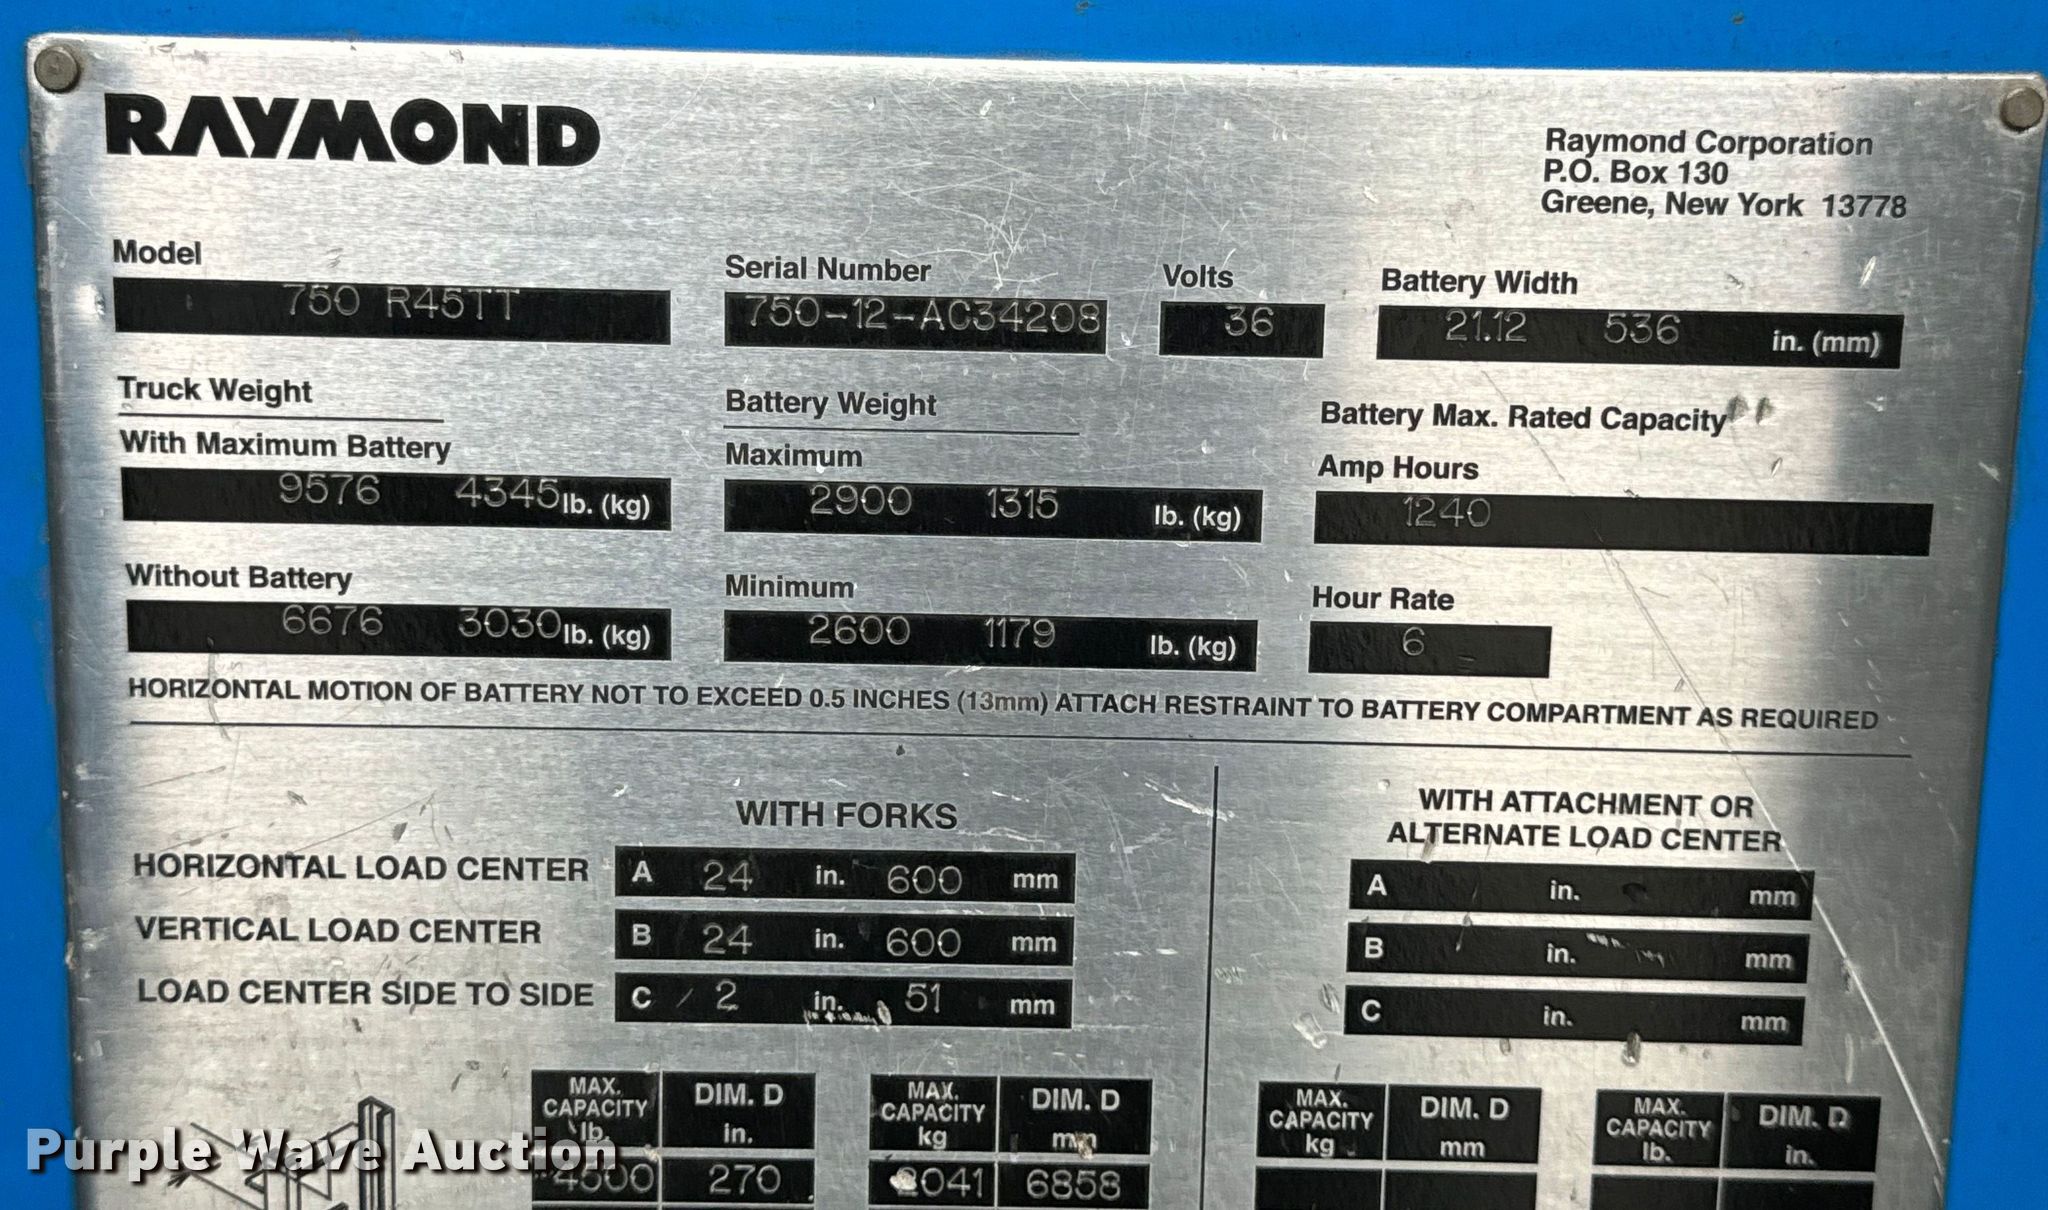 RAYMOND
Raymond Corporation
P.O. Box 130
Greene, New York 13778
Model
750 R45TT
Serial Number
750-12-AC34208
Volts
36
Battery Width
21.12 536 in. (mm)
Truck Weight
With Maximum Battery
9576 4345 lb. (kg)
Without Battery
6676 3030 lb. (kg)
Battery Weight
Maximum
2900 1315 lb. (kg)
Minimum
2600 1179 lb. (kg)
Battery Max. Rated Capacity
Amp Hours
1240
Hour Rate
6
HORIZONTAL MOTION OF BATTERY NOT TO EXCEED 0.5 INCHES (13mm) ATTACH RESTRAINT TO BATTERY COMPARTMENT AS REQUIRED
WITH FORKS
HORIZONTAL LOAD CENTER A 24 in. 600 mm
VERTICAL LOAD CENTER B 24 in. 600 mm
LOAD CENTER SIDE TO SIDE C 2 in. 51 mm
WITH ATTACHMENT OR
ALTERNATE LOAD CENTER
A in. mm
B in. mm
C in. mm
MAX. CAPACITY lb.
DIM. D in.
MAX. CAPACITY kg
DIM. D mm
4500 270 2041 6858
MAX. CAPACITY kg
DIM. D mm
MAX. CAPACITY lb.
DIM. D in.
Purple Wave Auction